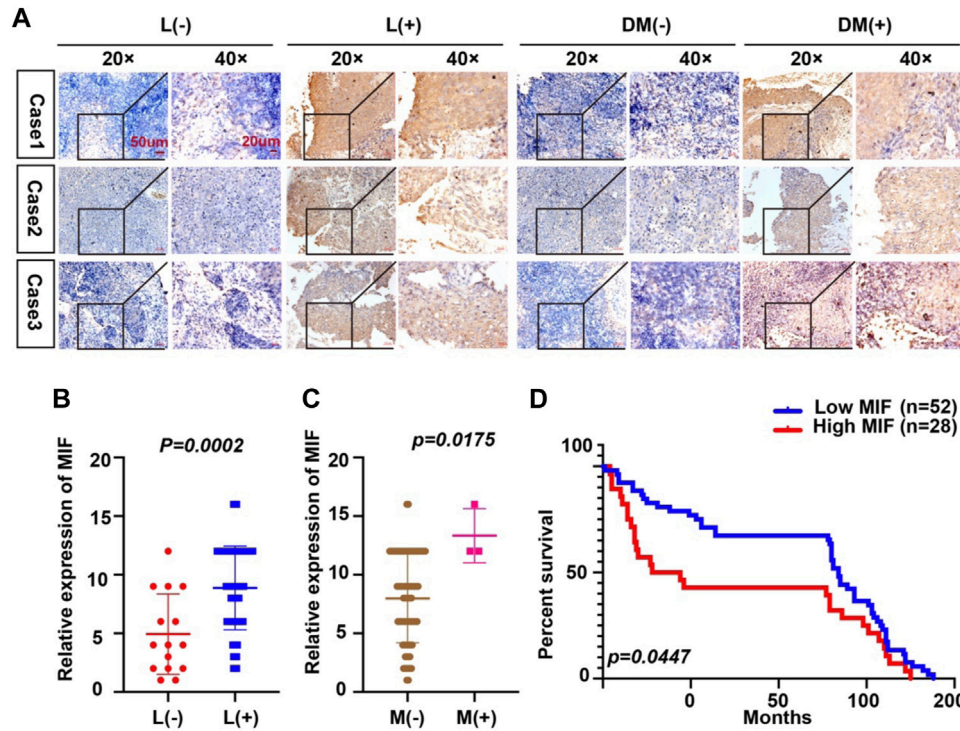 A
L(-) L(+) DM(-) DM(+)
20× 40× 20× 40× 20× 40× 20× 40×
Case1
50um 20um
Case2
Case3
B
P=0.0002
Relative expression of MIF
20
15
10
5
0
L(-) L(+)
C
p=0.0175
Relative expression of MIF
20
15
10
5
0
M(-) M(+)
D
Low MIF (n=52)
High MIF (n=28)
Percent survival
100
50
0
p=0.0447
0 50 100 200
Months